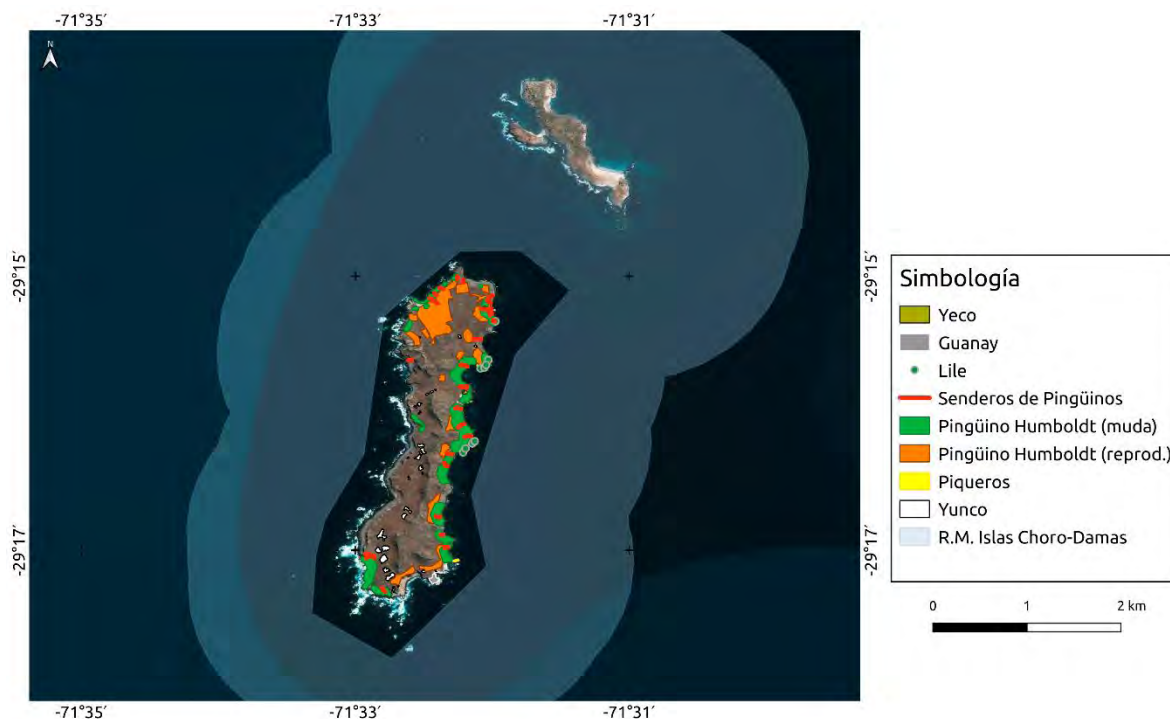 -71°35′ -71°33′ -71°31′
N
-29°15′ -29°15′
-29°17′ -29°17′
-71°35′ -71°33′ -71°31′
Simbología
Yeco
Guanay
Lile
Senderos de Pingüinos
Pingüino Humboldt (muda)
Pingüino Humboldt (reprod.)
Piqueros
Yunco
R.M. Islas Choro-Damas
0 1 2 km